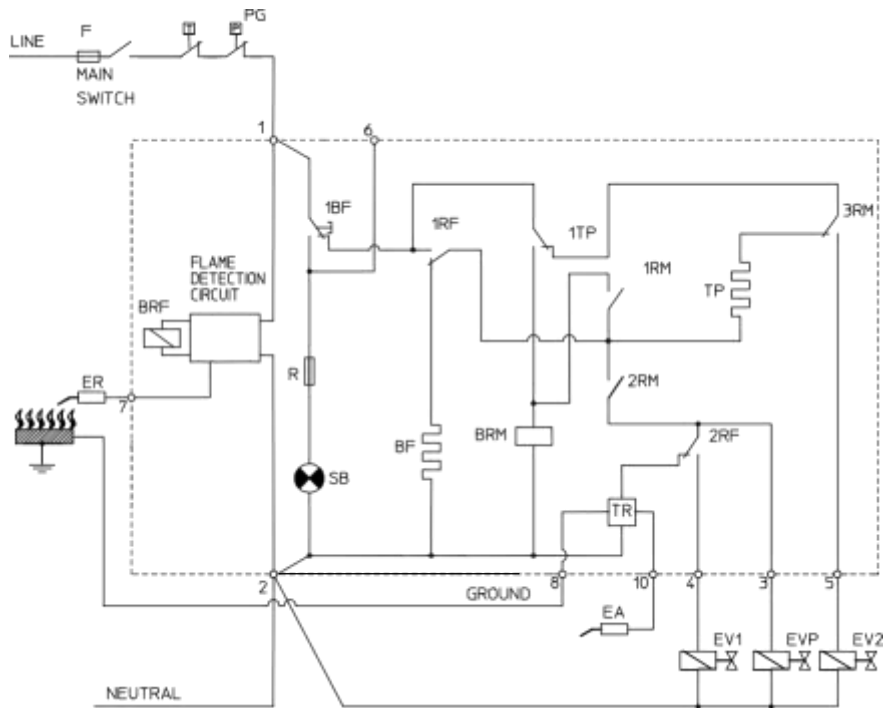 PG
F
T
P
LINE
MAIN
SWITCH
1
6
1BF
1RF
1TP
3RM
FLAME
DETECTION
CIRCUIT
1RM
TP
BRF
R
2RM
ER
7
BF
BRM
2RF
SB
TR
2
GROUND
8
10
4
3
5
EA
EV1
EVP
EV2
NEUTRAL